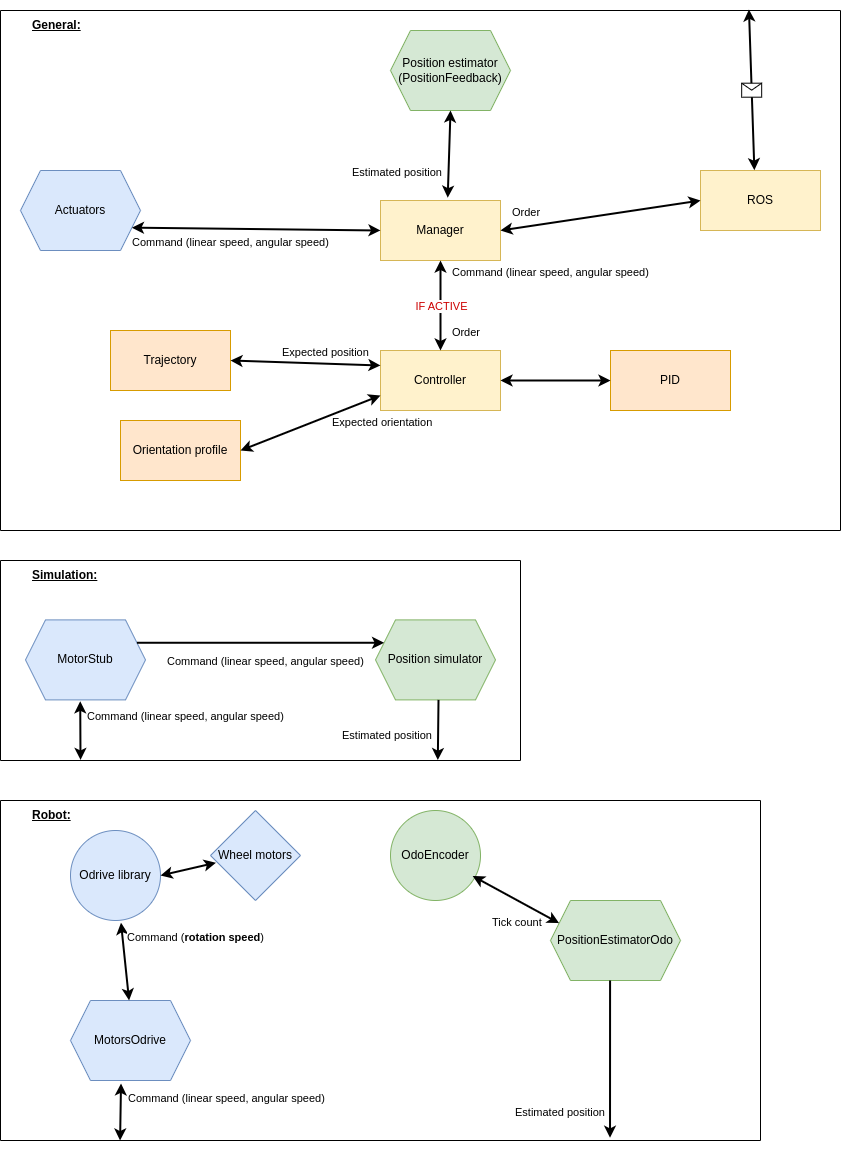 General:
Position estimator
(PositionFeedback)
Estimated position
Actuators
ROS
Manager
Order
Command (linear speed, angular speed)
Command (linear speed, angular speed)
IF ACTIVE
Order
Trajectory
Expected position
Controller
PID
Expected orientation
Orientation profile
Simulation:
MotorStub
Command (linear speed, angular speed)
Position simulator
Command (linear speed, angular speed)
Estimated position
Robot:
Odrive library
Wheel motors
OdoEncoder
Tick count
PositionEstimatorOdo
Command (rotation speed)
MotorsOdrive
Command (linear speed, angular speed)
Estimated position